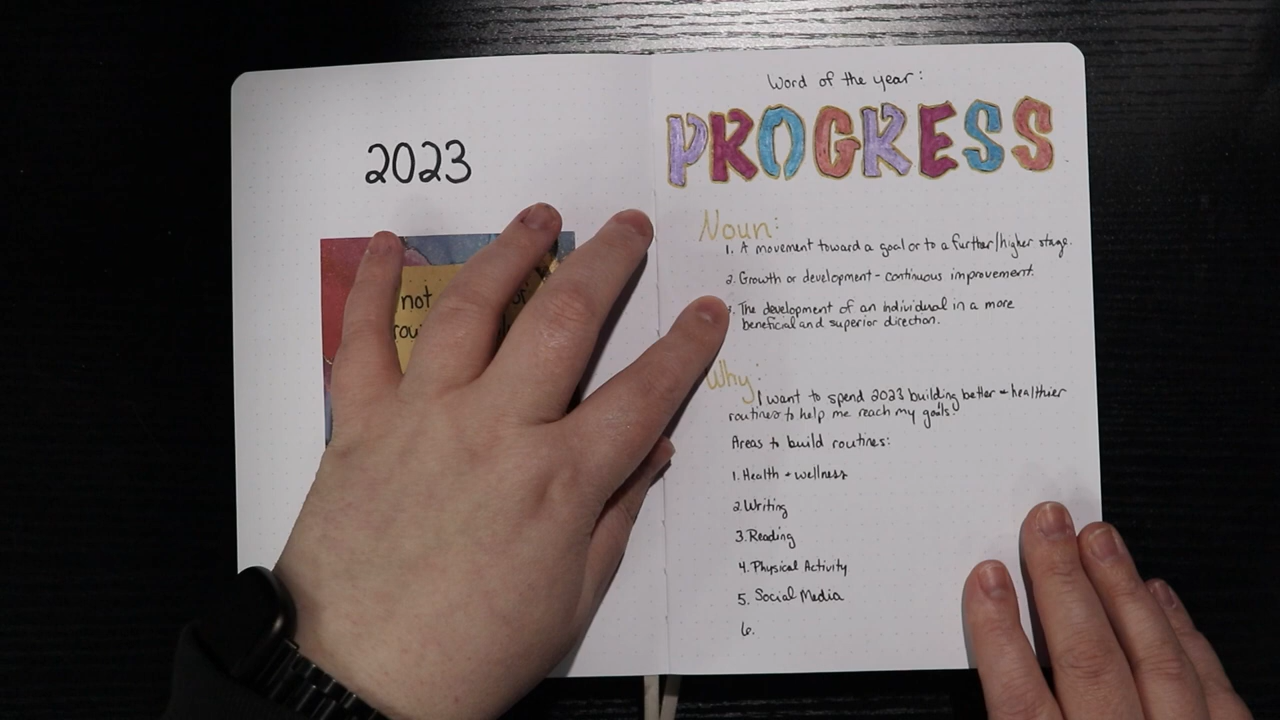 2023
not
or
Word of the year:
PROGRESS
Noun:
1. A movement toward a goal or to a further/higher stage.
2. Growth or development - continuous improvement.
The development of an individual in a more
beneficial and superior direction.
Why:
I want to spend 2023 building better + healthier
routines to help me reach my goals.
Areas to build routines:
1. Health + wellness
2. Writing
3. Reading
4. Physical Activity
5. Social Media
6.